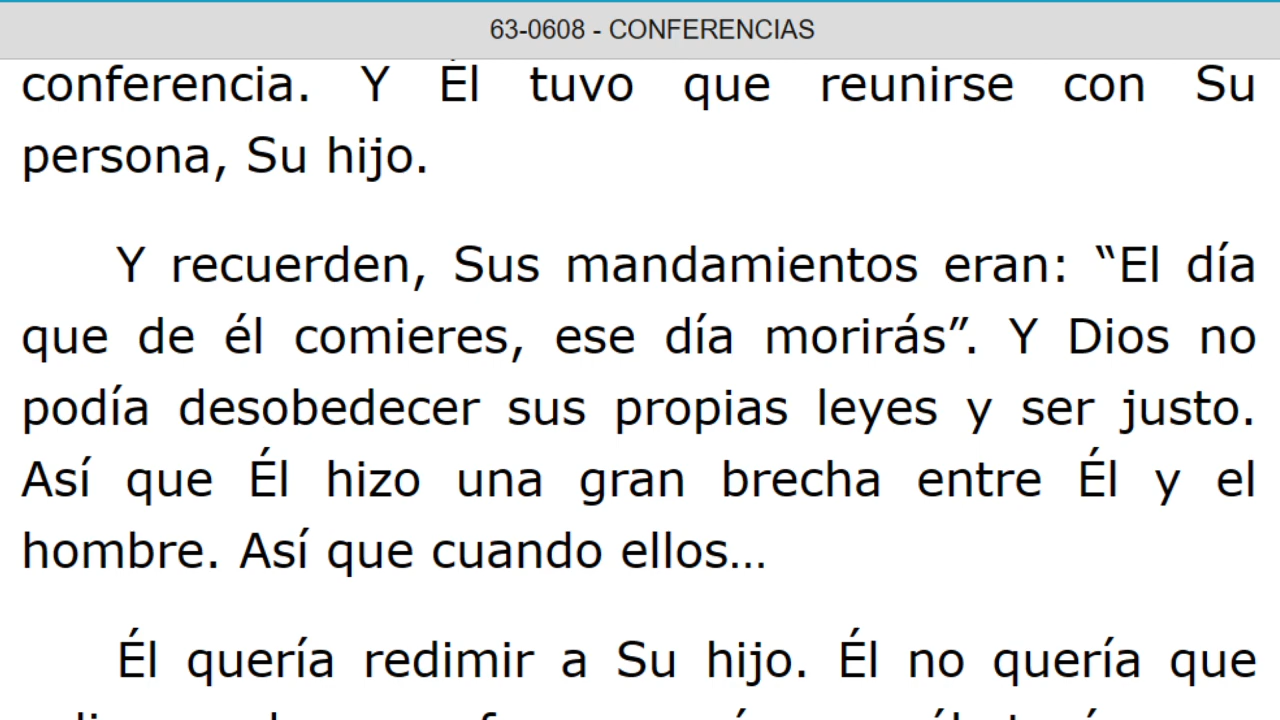 63-0608 - CONFERENCIAS
conferencia. Y Él tuvo que reunirse con Su
persona, Su hijo.
Y recuerden, Sus mandamientos eran: “El día
que de él comieres, ese día morirás”. Y Dios no
podía desobedecer sus propias leyes y ser justo.
Así que Él hizo una gran brecha entre Él y el
hombre. Así que cuando ellos…
Él quería redimir a Su hijo. Él no quería que